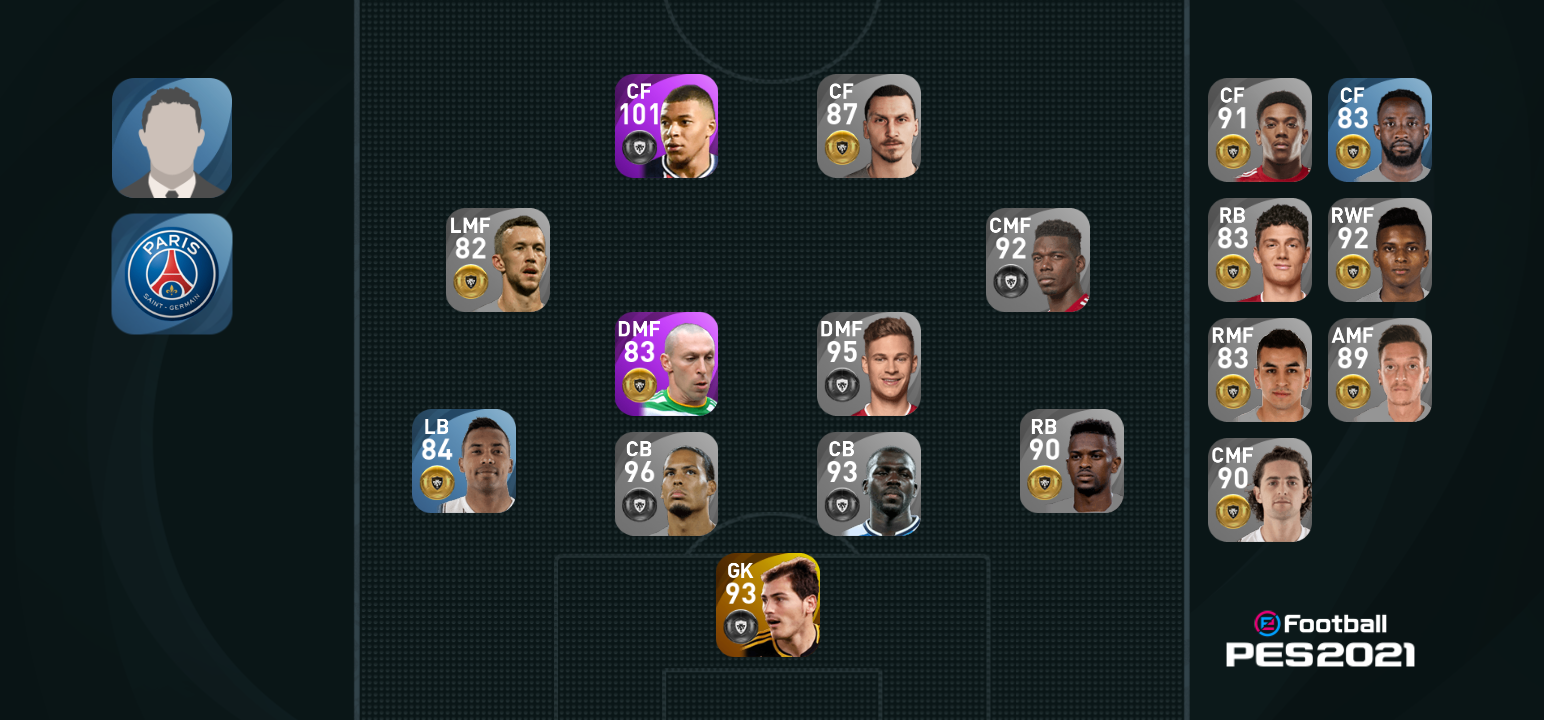 PARIS
SAINT-GERMAIN
CF
101
CF
87
LMF
82
CMF
92
DMF
83
DMF
95
LB
84
CB
96
CB
93
RB
90
GK
93
CF
91
CF
83
RB
83
RWF
92
RMF
83
AMF
89
CMF
90
eFootball
PES2021